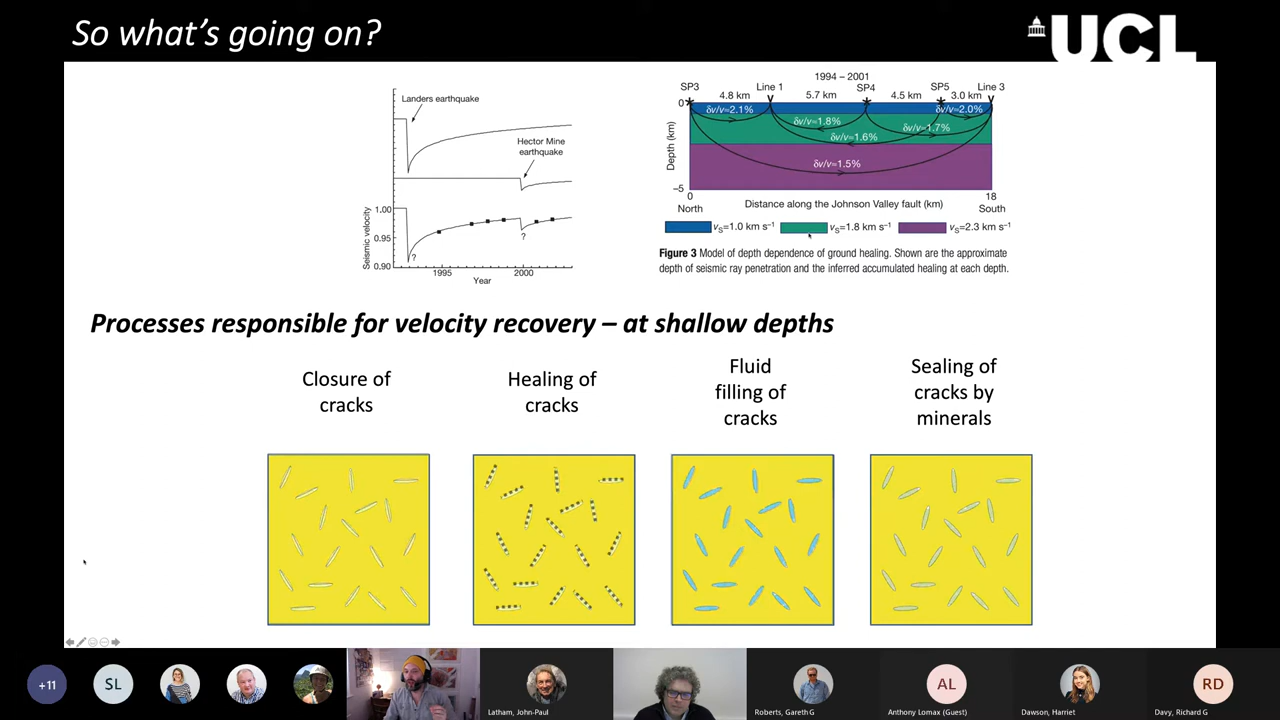 So what's going on?
UCL
Landers earthquake
Hector Mine
earthquake
Seismic velocity
1.00
0.95
0.90
?
?
1995
2000
Year
1994 – 2001
SP3
Line 1
SP4
SP5
Line 3
4.8 km
5.7 km
4.5 km
3.0 km
0
δv/v=2.1%
δv/v=1.8%
δv/v=1.6%
δv/v=1.7%
δv/v=2.0%
δv/v=1.5%
Depth (km)
–5
0
18
North
Distance along the Johnson Valley fault (km)
South
vS=1.0 km s–1
vS=1.8 km s–1
vS=2.3 km s–1
Figure 3 Model of depth dependence of ground healing. Shown are the approximate
depth of seismic ray penetration and the inferred accumulated healing at each depth.
Processes responsible for velocity recovery – at shallow depths
Closure of
cracks
Healing of
cracks
Fluid
filling of
cracks
Sealing of
cracks by
minerals
+11
SL
Latham, John-Paul
Roberts, Gareth G
AL
Anthony Lomax (Guest)
Dawson, Harriet
RD
Davy, Richard G